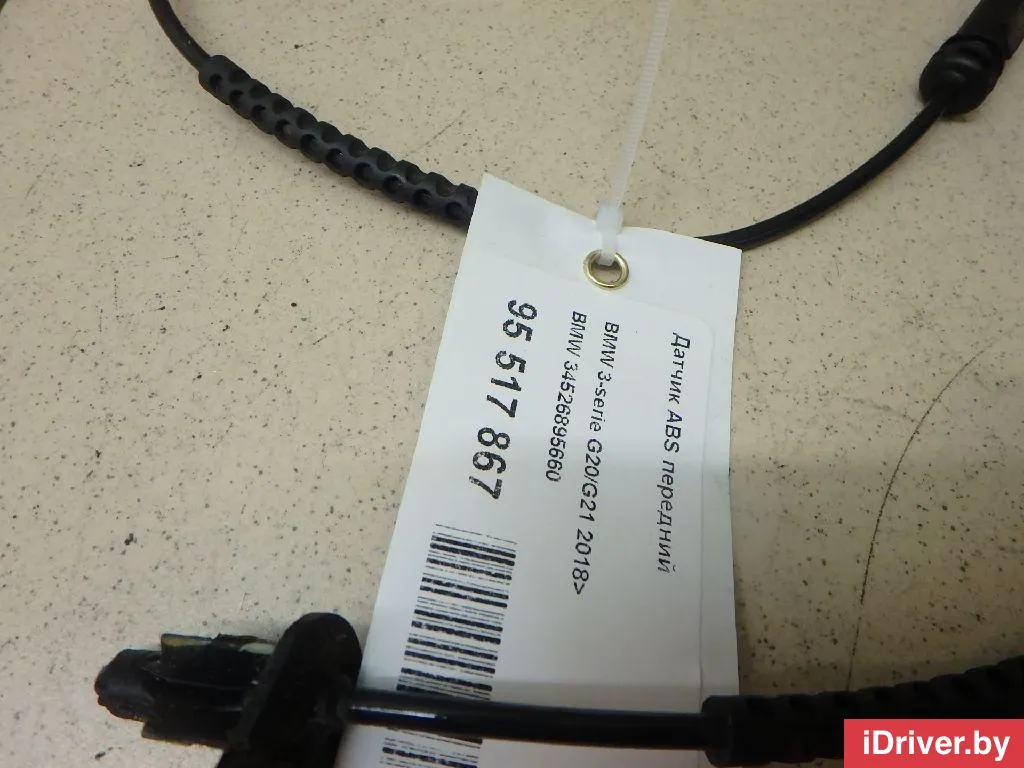 Датчик ABS передний
BMW 3-serie G20/G21 2018>
BMW 34526895660
95 517 867
iDriver.by